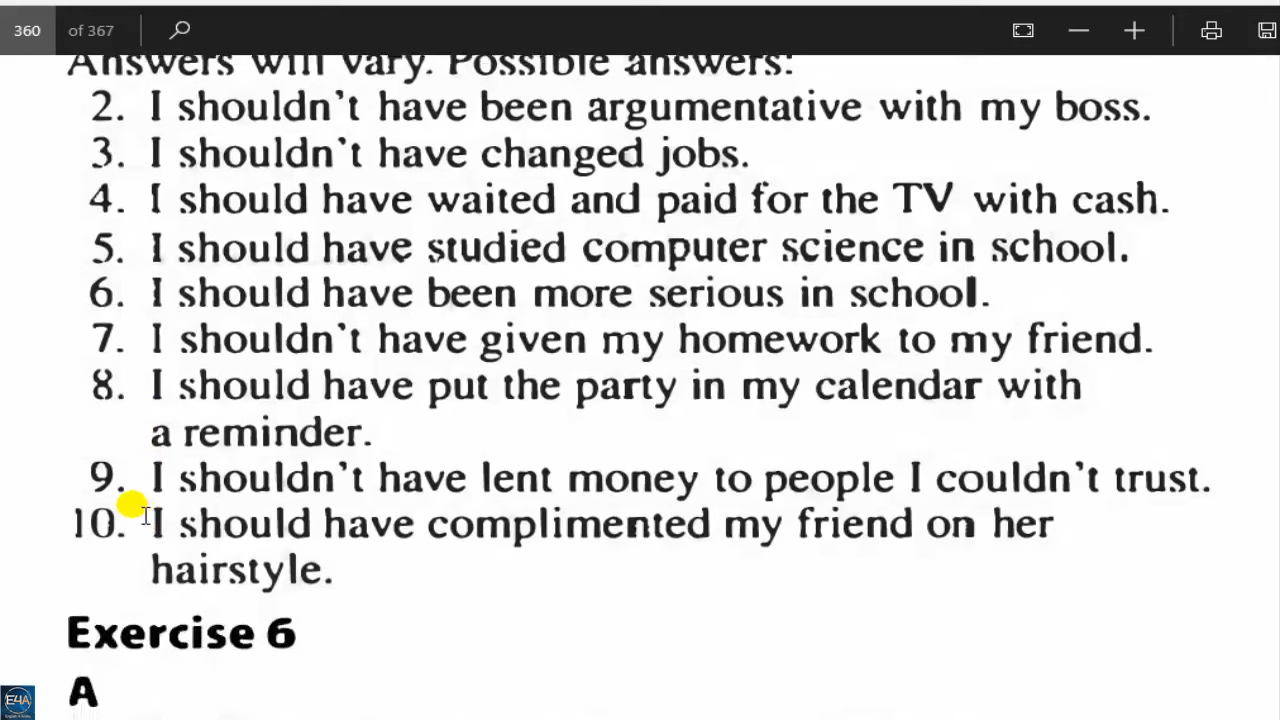 360 of 367
Answers will vary. Possible answers:
2. I shouldn't have been argumentative with my boss.
3. I shouldn't have changed jobs.
4. I should have waited and paid for the TV with cash.
5. I should have studied computer science in school.
6. I should have been more serious in school.
7. I shouldn't have given my homework to my friend.
8. I should have put the party in my calendar with
a reminder.
9. I shouldn't have lent money to people I couldn't trust.
10. I should have complimented my friend on her
hairstyle.
Exercise 6
A
E4A